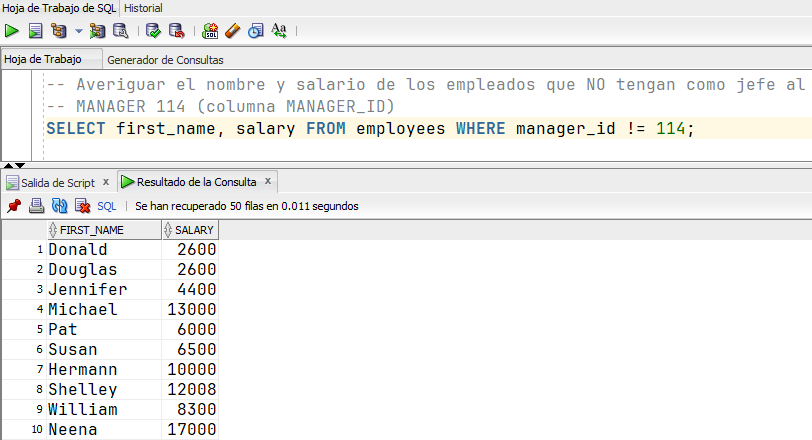 Hoja de Trabajo de SQL Historial
SQL Aa
Hoja de Trabajo Generador de Consultas
-- Averiguar el nombre y salario de los empleados que NO tengan como jefe al
-- MANAGER 114 (columna MANAGER_ID)
SELECT first_name, salary FROM employees WHERE manager_id != 114;
Salida de Script x Resultado de la Consulta x
SQL | Se han recuperado 50 filas en 0.011 segundos
FIRST_NAME SALARY
1 Donald 2600
2 Douglas 2600
3 Jennifer 4400
4 Michael 13000
5 Pat 6000
6 Susan 6500
7 Hermann 10000
8 Shelley 12008
9 William 8300
10 Neena 17000